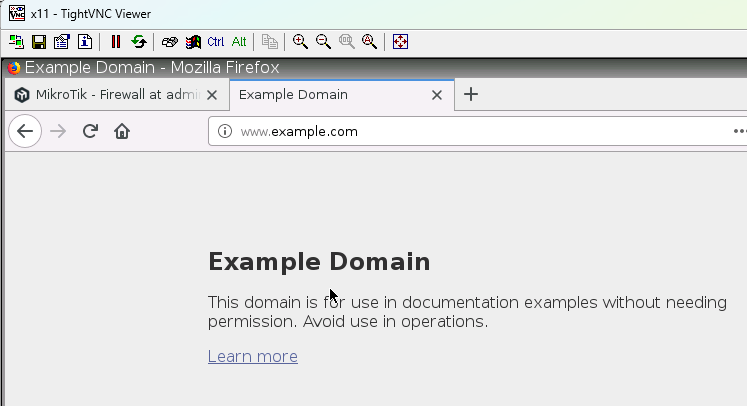 x11 - TightVNC Viewer
Ctrl Alt
Example Domain - Mozilla Firefox
MikroTik - Firewall at admi
Example Domain
www.example.com
Example Domain
This domain is for use in documentation examples without needing
permission. Avoid use in operations.
Learn more